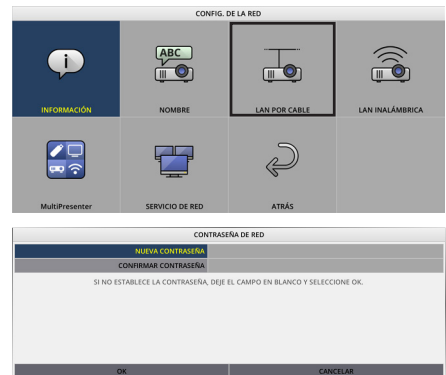 CONFIG. DE LA RED
ABC
INFORMACIÓN NOMBRE LAN POR CABLE LAN INALÁMBRICA
MultiPresenter SERVICIO DE RED ATRÁS
CONTRASEÑA DE RED
NUEVA CONTRASEÑA
CONFIRMAR CONTRASEÑA
SI NO ESTABLECE LA CONTRASEÑA, DEJE EL CAMPO EN BLANCO Y SELECCIONE OK.
OK CANCELAR